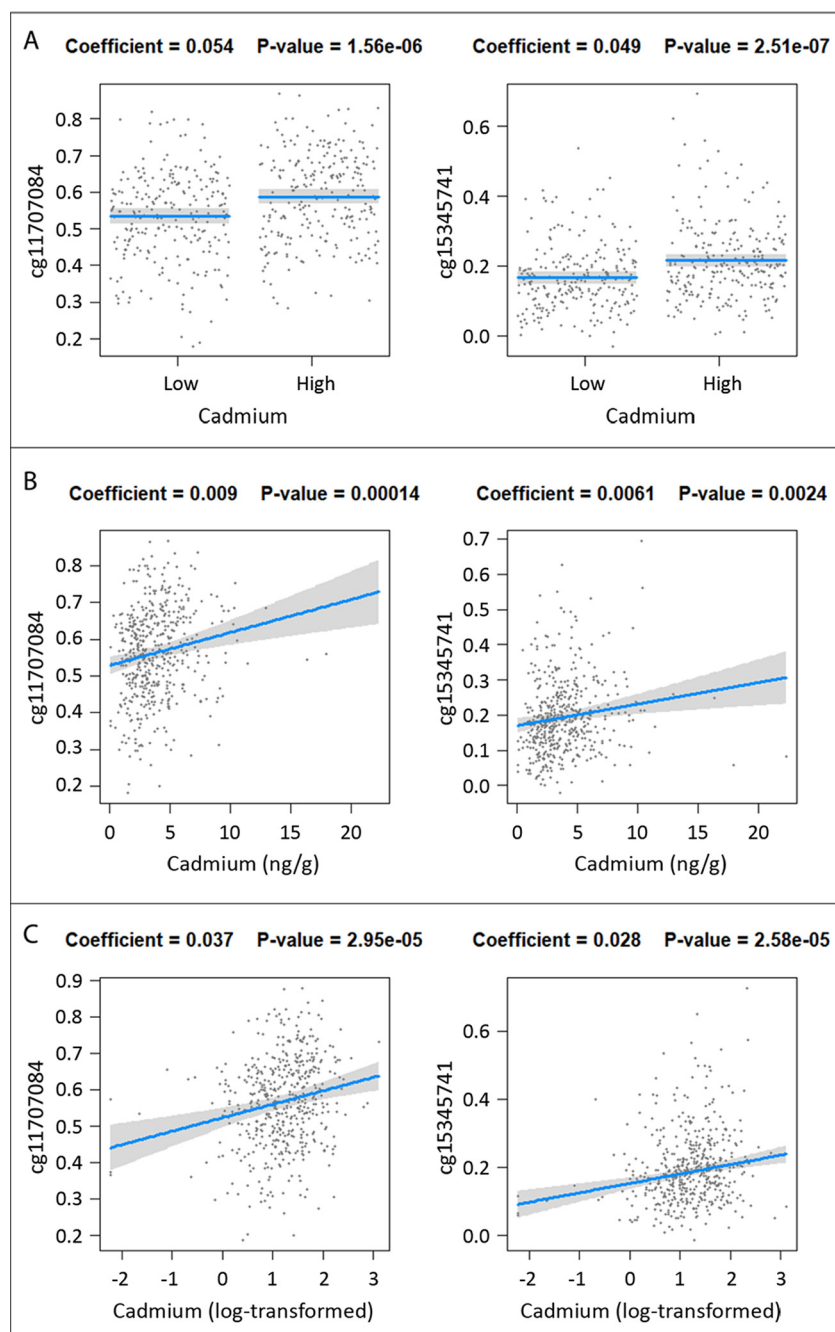 A
Coefficient = 0.054 P-value = 1.56e-06
Coefficient = 0.049 P-value = 2.51e-07
cg11707084
0.8
0.7
0.6
0.5
0.4
0.3
0.2
Low High
Cadmium
cg15345741
0.6
0.4
0.2
0.0
Low High
Cadmium
B
Coefficient = 0.009 P-value = 0.00014
Coefficient = 0.0061 P-value = 0.0024
cg11707084
0.8
0.7
0.6
0.5
0.4
0.3
0.2
0 5 10 15 20
Cadmium (ng/g)
cg15345741
0.7
0.6
0.5
0.4
0.3
0.2
0.1
0.0
0 5 10 15 20
Cadmium (ng/g)
C
Coefficient = 0.037 P-value = 2.95e-05
Coefficient = 0.028 P-value = 2.58e-05
cg11707084
0.9
0.8
0.7
0.6
0.5
0.4
0.3
0.2
-2 -1 0 1 2 3
Cadmium (log-transformed)
cg15345741
0.6
0.4
0.2
0.0
-2 -1 0 1 2 3
Cadmium (log-transformed)